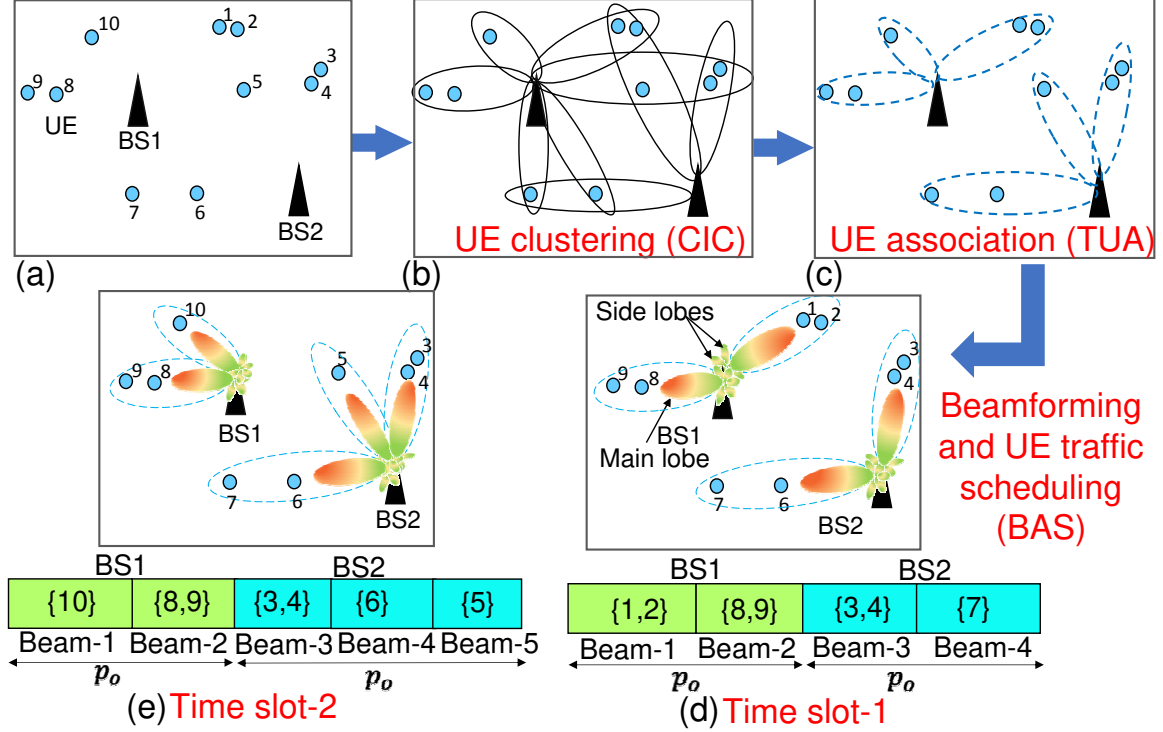 10
1
2
3
4
5
9
8
UE
BS1
7
6
BS2
(a)
UE clustering (CIC)
(b)
UE association (TUA)
(c)
10
9
8
BS1
5
3
4
7
6
BS2
BS1
BS2
{10}
{8,9}
{3,4}
{6}
{5}
Beam-1
Beam-2
Beam-3
Beam-4
Beam-5
pₒ
pₒ
(e) Time slot-2
Side lobes
1
2
9
8
BS1
Main lobe
3
4
7
6
BS2
BS1
BS2
{1,2}
{8,9}
{3,4}
{7}
Beam-1
Beam-2
Beam-3
Beam-4
pₒ
pₒ
(d) Time slot-1
Beamforming
and UE traffic
scheduling
(BAS)